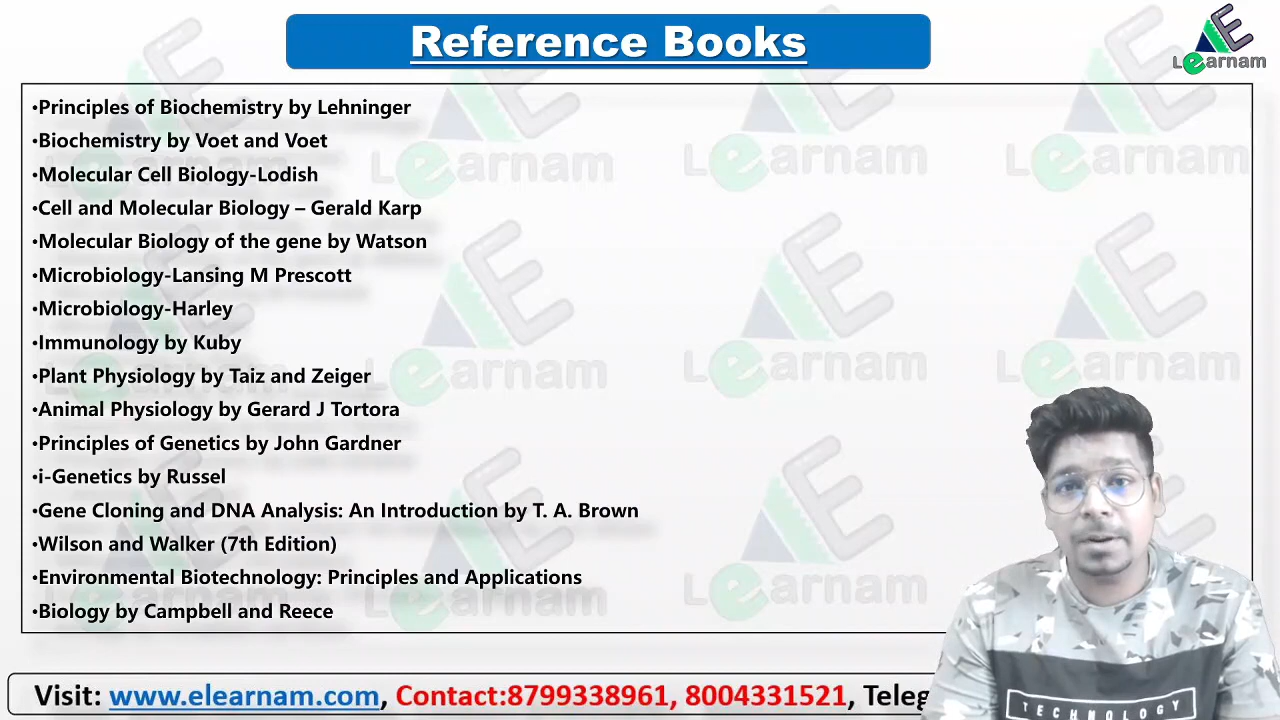 Reference Books
Learnam
•Principles of Biochemistry by Lehninger
•Biochemistry by Voet and Voet
•Molecular Cell Biology-Lodish
•Cell and Molecular Biology – Gerald Karp
•Molecular Biology of the gene by Watson
•Microbiology-Lansing M Prescott
•Microbiology-Harley
•Immunology by Kuby
•Plant Physiology by Taiz and Zeiger
•Animal Physiology by Gerard J Tortora
•Principles of Genetics by John Gardner
•i-Genetics by Russel
•Gene Cloning and DNA Analysis: An Introduction by T. A. Brown
•Wilson and Walker (7th Edition)
•Environmental Biotechnology: Principles and Applications
•Biology by Campbell and Reece
Visit: www.elearnam.com, Contact:8799338961, 8004331521,
TECHNOLOGY